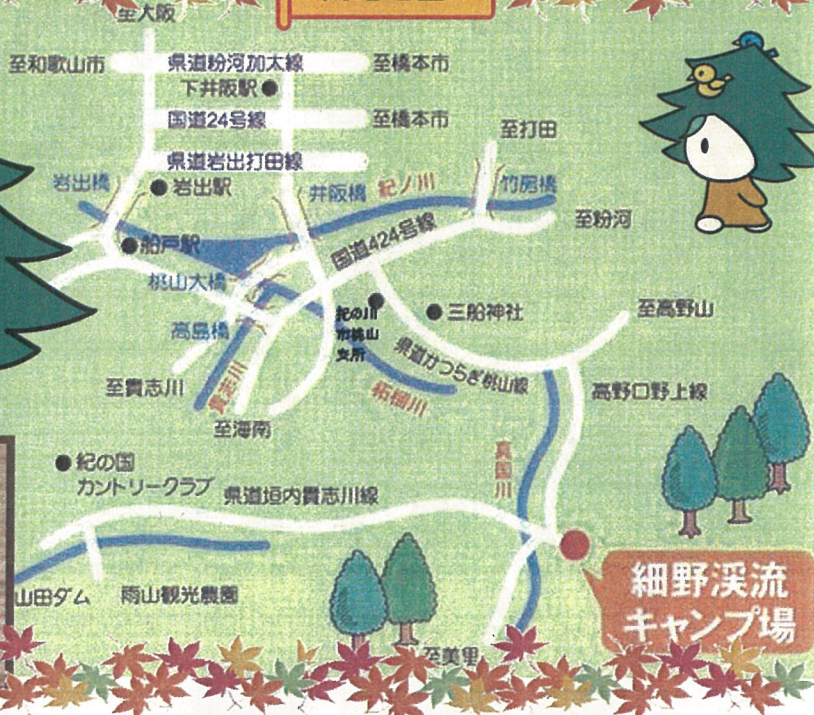 至大阪
至和歌山市
県道粉河加太線
至橋本市
下井阪駅
国道24号線
至橋本市
至打田
県道岩出打田線
岩出橋
岩出駅
井阪橋
紀ノ川
竹房橋
至粉河
船戸駅
国道424号線
桃山大橋
紀の川
市桃山
支所
三船神社
至高野山
高島橋
県道かつらぎ桃山線
至貴志川
貴志川
柘榴川
高野口野上線
至海南
真国川
紀の国
カントリークラブ
県道垣内貴志川線
山田ダム
雨山観光農園
細野渓流
キャンプ場
至美里